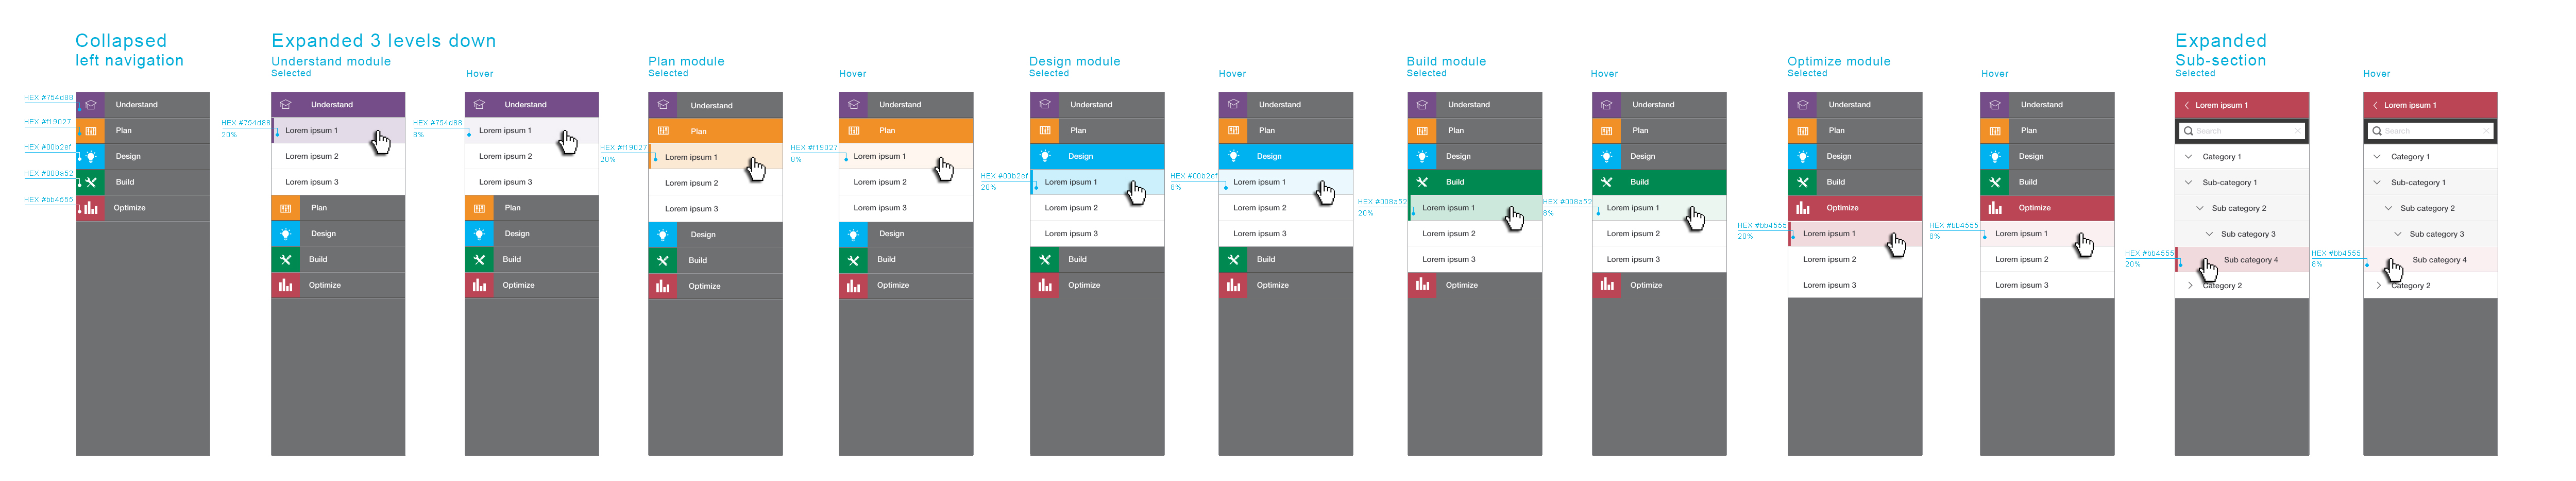 Collapsed
left navigation
HEX #754d88
HEX #f19027
HEX #00b2ef
HEX #008a52
HEX #bb4555
Understand
Plan
Design
Build
Optimize
Expanded 3 levels down
Understand module
Selected
HEX #754d88
20%
Understand
Lorem ipsum 1
Lorem ipsum 2
Lorem ipsum 3
Plan
Design
Build
Optimize
Hover
HEX #754d88
8%
Understand
Lorem ipsum 1
Lorem ipsum 2
Lorem ipsum 3
Plan
Design
Build
Optimize
Plan module
Selected
HEX #f19027
20%
Understand
Plan
Lorem ipsum 1
Lorem ipsum 2
Lorem ipsum 3
Design
Build
Optimize
Hover
HEX #f19027
8%
Understand
Plan
Lorem ipsum 1
Lorem ipsum 2
Lorem ipsum 3
Design
Build
Optimize
Design module
Selected
HEX #00b2ef
20%
Understand
Plan
Design
Lorem ipsum 1
Lorem ipsum 2
Lorem ipsum 3
Build
Optimize
Hover
HEX #00b2ef
8%
Understand
Plan
Design
Lorem ipsum 1
Lorem ipsum 2
Lorem ipsum 3
Build
Optimize
Build module
Selected
HEX #008a52
20%
Understand
Plan
Design
Build
Lorem ipsum 1
Lorem ipsum 2
Lorem ipsum 3
Optimize
Hover
HEX #008a52
8%
Understand
Plan
Design
Build
Lorem ipsum 1
Lorem ipsum 2
Lorem ipsum 3
Optimize
Optimize module
Selected
HEX #bb4555
20%
Understand
Plan
Design
Build
Optimize
Lorem ipsum 1
Lorem ipsum 2
Lorem ipsum 3
Hover
HEX #bb4555
8%
Understand
Plan
Design
Build
Optimize
Lorem ipsum 1
Lorem ipsum 2
Lorem ipsum 3
Expanded
Sub-section
Selected
HEX #bb4555
20%
Lorem ipsum 1
Search
Category 1
Sub-category 1
Sub category 2
Sub category 3
Sub category 4
Category 2
Hover
HEX #bb4555
8%
Lorem ipsum 1
Search
Category 1
Sub-category 1
Sub category 2
Sub category 3
Sub category 4
Category 2